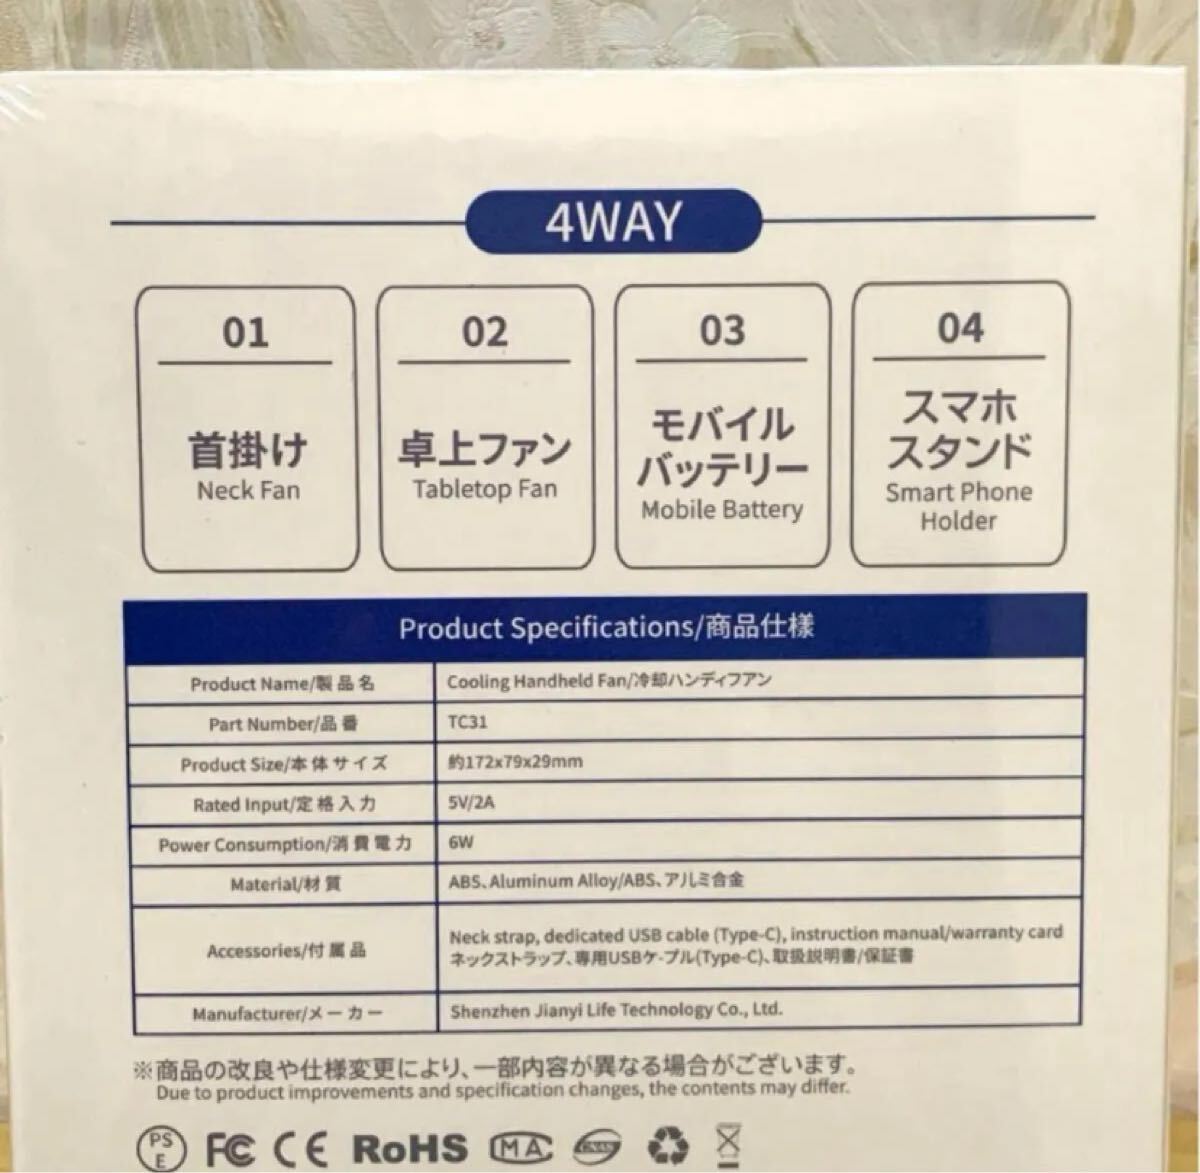 4WAY
01
首掛け
Neck Fan
02
卓上ファン
Tabletop Fan
03
モバイル
バッテリー
Mobile Battery
04
スマホ
スタンド
Smart Phone
Holder
Product Specifications/商品仕様
Product Name/製品名 Cooling Handheld Fan/冷却ハンディフアン
Part Number/品番 TC31
Product Size/本体サイズ 約172x79x29mm
Rated Input/定格入力 5V/2A
Power Consumption/消費電力 6W
Material/材質 ABS、Aluminum Alloy/ABS、アルミ合金
Accessories/付属品 Neck strap, dedicated USB cable (Type-C), instruction manual/warranty card
ネックストラップ、専用USBケ-ブル(Type-C)、取扱説明書/保証書
Manufacturer/メーカー Shenzhen Jianyi Life Technology Co., Ltd.
※商品の改良や仕様変更により、一部内容が異なる場合がございます。
Due to product improvements and specification changes, the contents may differ.
PS
E
FC CE RoHS MA